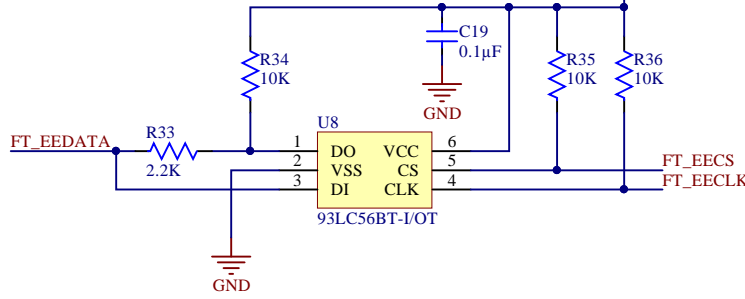 C19
0.1µF
R34
10K
R35
10K
R36
10K
GND
U8
FT_EEDATA
R33
2.2K
1
DO
VCC
6
2
VSS
CS
5
FT_EECS
3
DI
CLK
4
FT_EECLK
93LC56BT-I/OT
GND